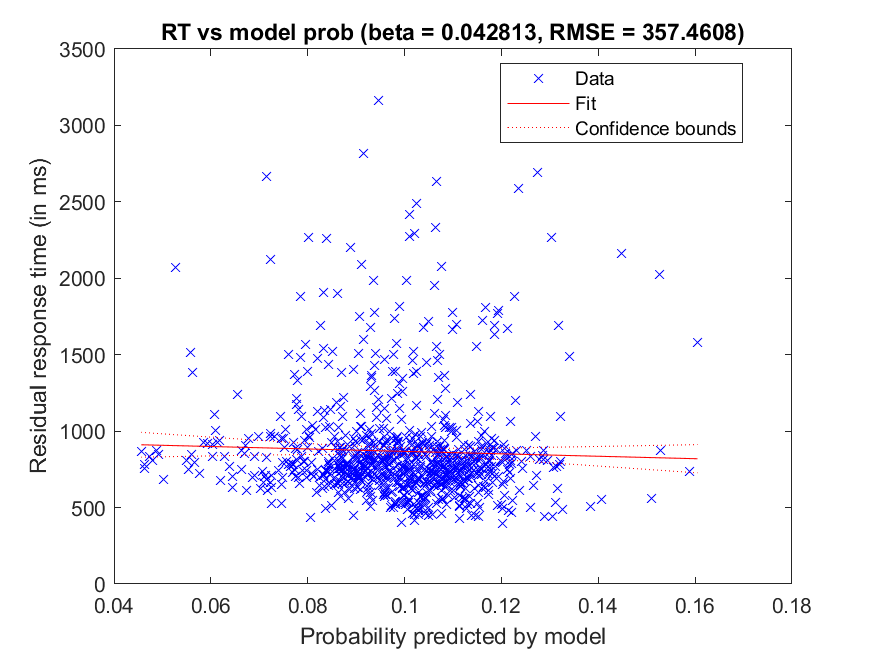 RT vs model prob (beta = 0.042813, RMSE = 357.4608)
3500
3000
2500
2000
1500
1000
500
0
Residual response time (in ms)
Data
Fit
Confidence bounds
0.04 0.06 0.08 0.1 0.12 0.14 0.16 0.18
Probability predicted by model